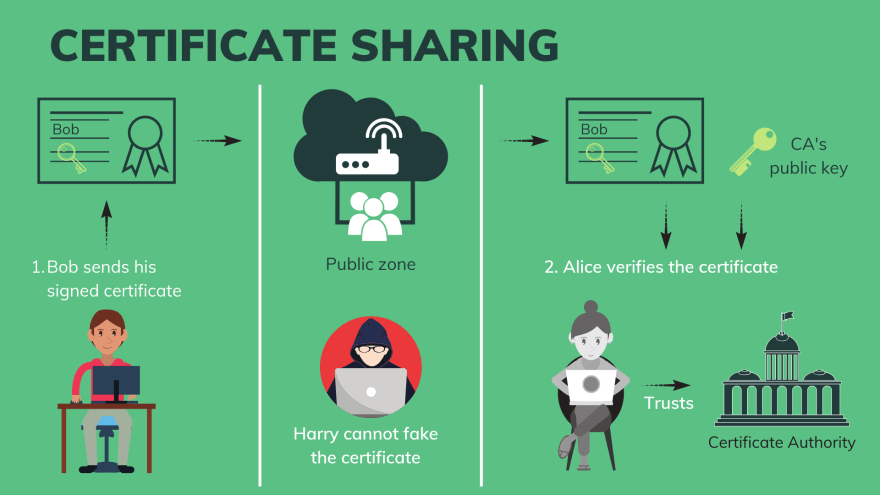 CERTIFICATE SHARING
Bob
1. Bob sends his
signed certificate
Public zone
Harry cannot fake
the certificate
Bob
CA's
public key
2. Alice verifies the certificate
Trusts
Certificate Authority